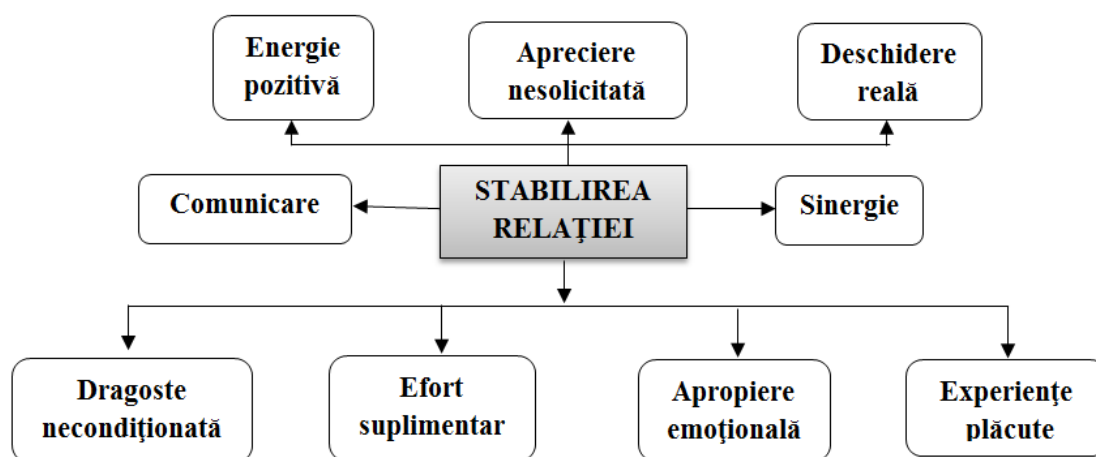 Energie
pozitivă
Apreciere
nesolicitată
Deschidere
reală
Comunicare
STABILIREA
RELAŢIEI
Sinergie
Dragoste
necondiţionată
Efort
suplimentar
Apropiere
emoţională
Experienţe
plăcute